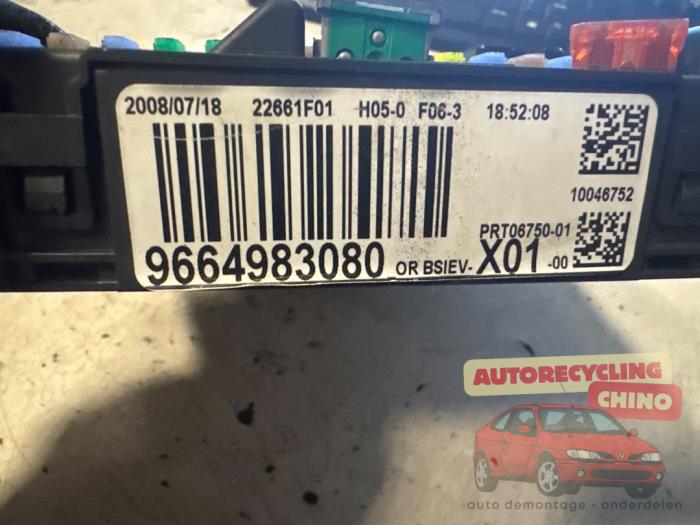 2008/07/18 22661F01 H05-0 F06-3 18:52:08
10046752
PRT06750-01
9664983080 OR BSIEV-X01-00
AUTORECYCLING
CHINO
auto demontage - onderdelen